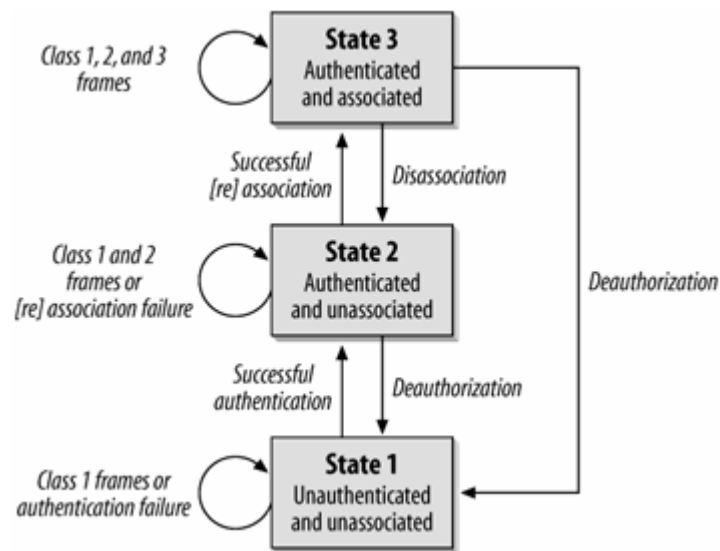 State 3
Authenticated
and associated
Class 1, 2, and 3
frames
Successful
[re] association
Disassociation
State 2
Authenticated
and unassociated
Class 1 and 2
frames or
[re] association failure
Deauthorization
Successful
authentication
Deauthorization
State 1
Unauthenticated
and unassociated
Class 1 frames or
authentication failure